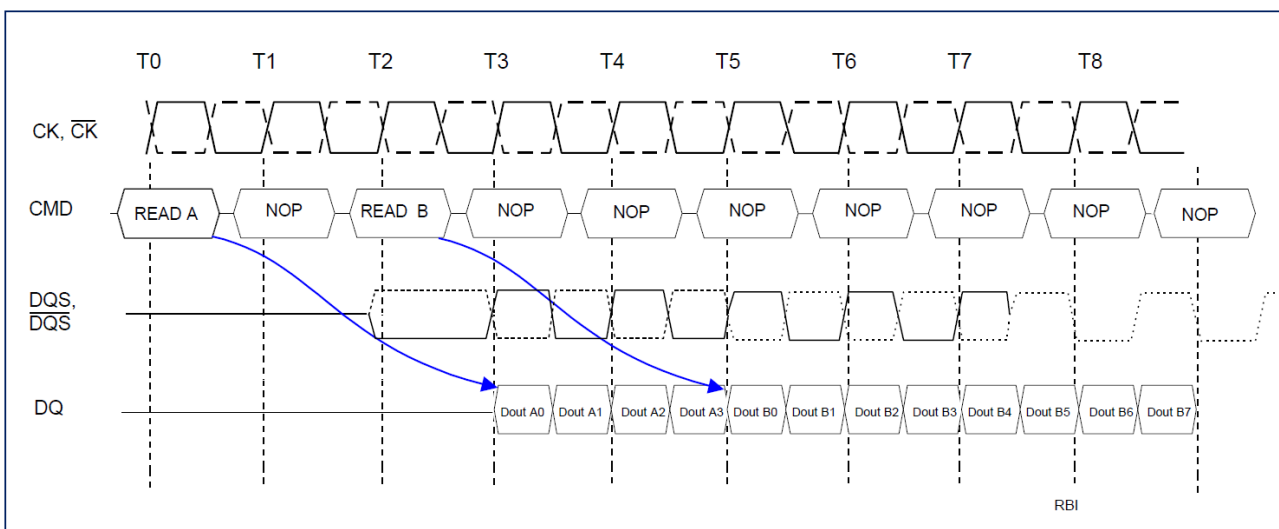 T0 T1 T2 T3 T4 T5 T6 T7 T8
CK, CK
CMD READ A NOP READ B NOP NOP NOP NOP NOP NOP NOP
DQS,
DQS
DQ Dout A0 Dout A1 Dout A2 Dout A3 Dout B0 Dout B1 Dout B2 Dout B3 Dout B4 Dout B5 Dout B6 Dout B7
RBI